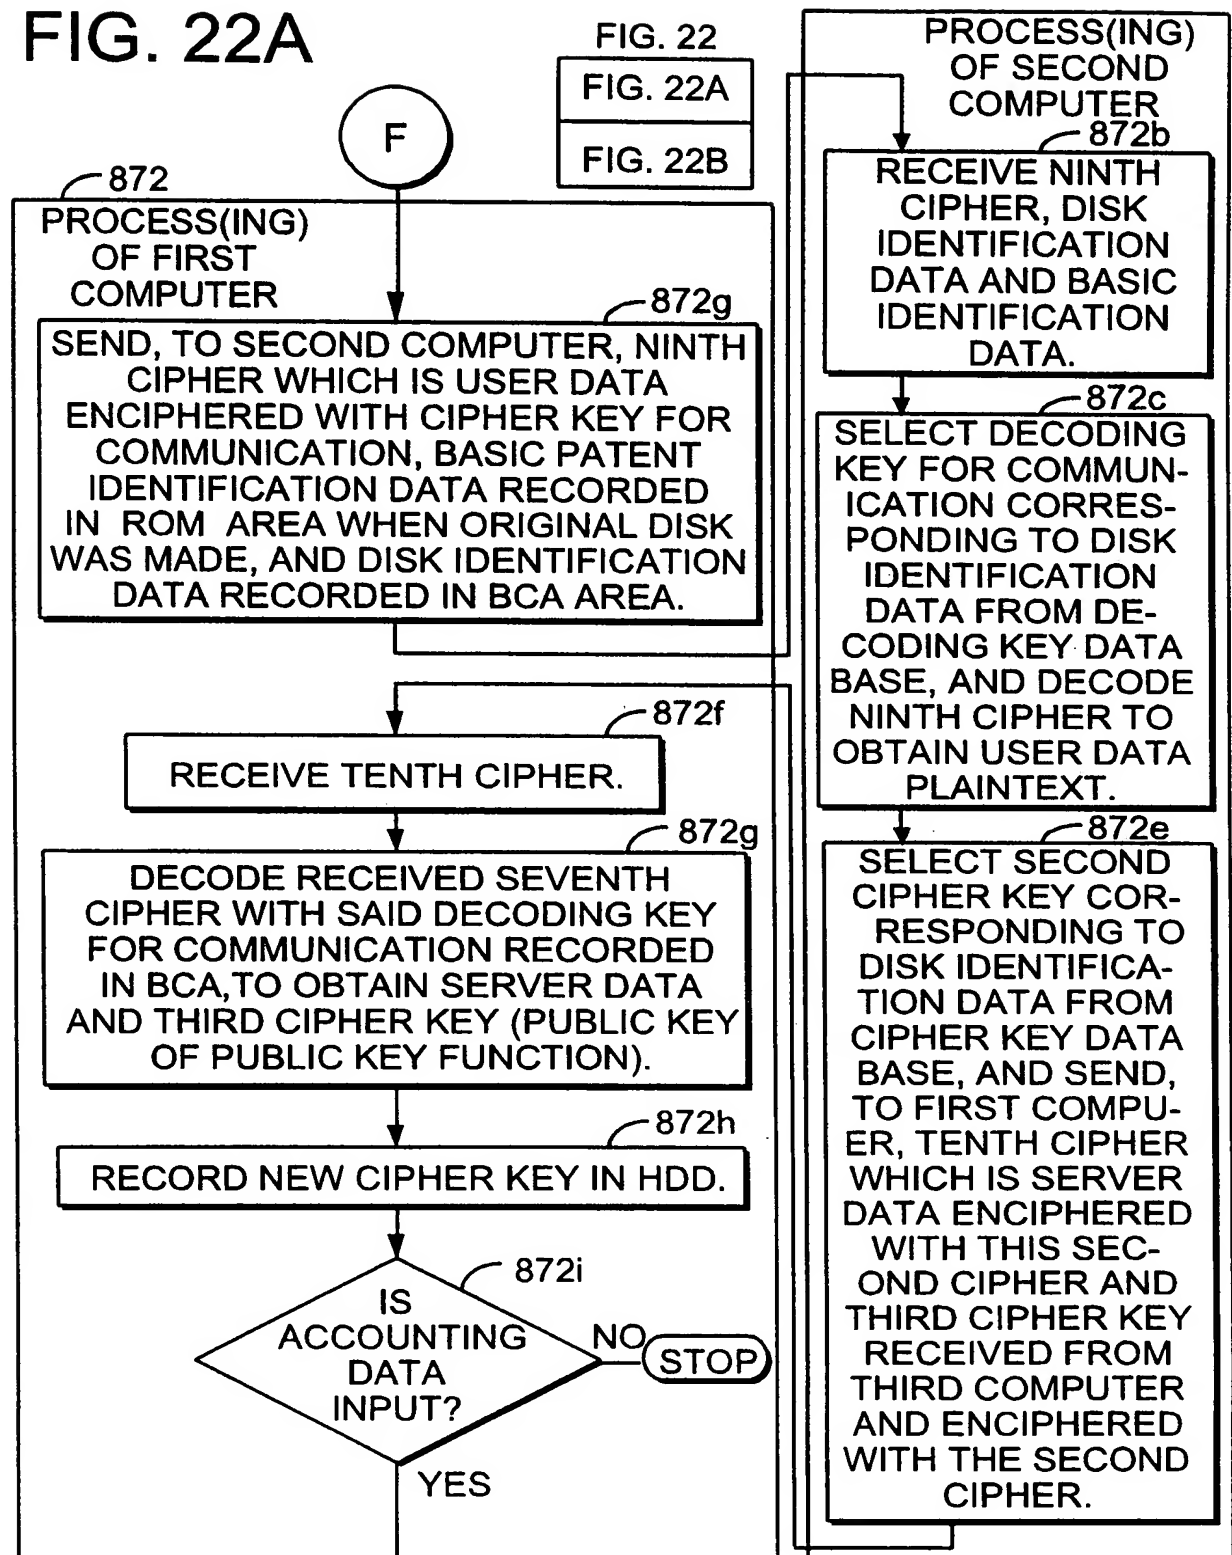 FIG. 22A
FIG. 22
FIG. 22A
FIG. 22B
F
872
PROCESS(ING)
OF FIRST
COMPUTER
872g
SEND, TO SECOND COMPUTER, NINTH
CIPHER WHICH IS USER DATA
ENCIPHERED WITH CIPHER KEY FOR
COMMUNICATION, BASIC PATENT
IDENTIFICATION DATA RECORDED
IN ROM AREA WHEN ORIGINAL DISK
WAS MADE, AND DISK IDENTIFICATION
DATA RECORDED IN BCA AREA.
872f
RECEIVE TENTH CIPHER.
872g
DECODE RECEIVED SEVENTH
CIPHER WITH SAID DECODING KEY
FOR COMMUNICATION RECORDED
IN BCA,TO OBTAIN SERVER DATA
AND THIRD CIPHER KEY (PUBLIC KEY
OF PUBLIC KEY FUNCTION).
872h
RECORD NEW CIPHER KEY IN HDD.
872i
IS
ACCOUNTING
DATA
INPUT?
NO
STOP
YES
PROCESS(ING)
OF SECOND
COMPUTER
872b
RECEIVE NINTH
CIPHER, DISK
IDENTIFICATION
DATA AND BASIC
IDENTIFICATION
DATA.
872c
SELECT DECODING
KEY FOR COMMUN-
ICATION CORRES-
PONDING TO DISK
IDENTIFICATION
DATA FROM DE-
CODING KEY DATA
BASE, AND DECODE
NINTH CIPHER TO
OBTAIN USER DATA
PLAINTEXT.
872e
SELECT SECOND
CIPHER KEY COR-
RESPONDING TO
DISK IDENTIFICA-
TION DATA FROM
CIPHER KEY DATA
BASE, AND SEND,
TO FIRST COMPU-
ER, TENTH CIPHER
WHICH IS SERVER
DATA ENCIPHERED
WITH THIS SEC-
OND CIPHER AND
THIRD CIPHER KEY
RECEIVED FROM
THIRD COMPUTER
AND ENCIPHERED
WITH THE SECOND
CIPHER.